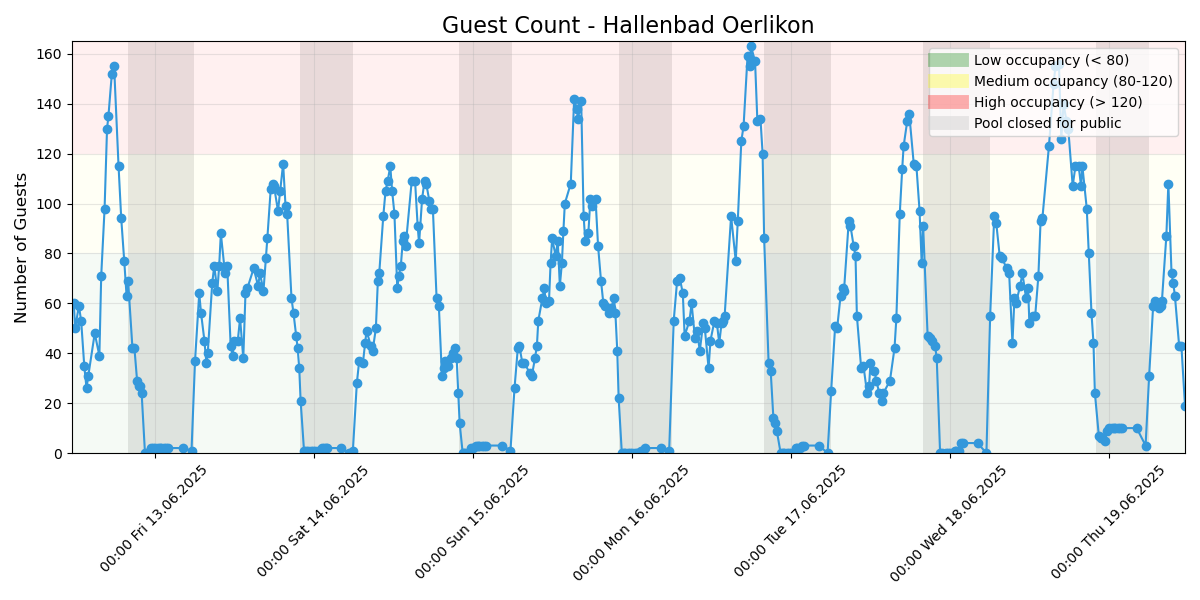 Guest Count - Hallenbad Oerlikon
Number of Guests
160
140
120
100
80
60
40
20
0
Low occupancy (< 80)
Medium occupancy (80-120)
High occupancy (> 120)
Pool closed for public
00:00 Fri 13.06.2025
00:00 Sat 14.06.2025
00:00 Sun 15.06.2025
00:00 Mon 16.06.2025
00:00 Tue 17.06.2025
00:00 Wed 18.06.2025
00:00 Thu 19.06.2025